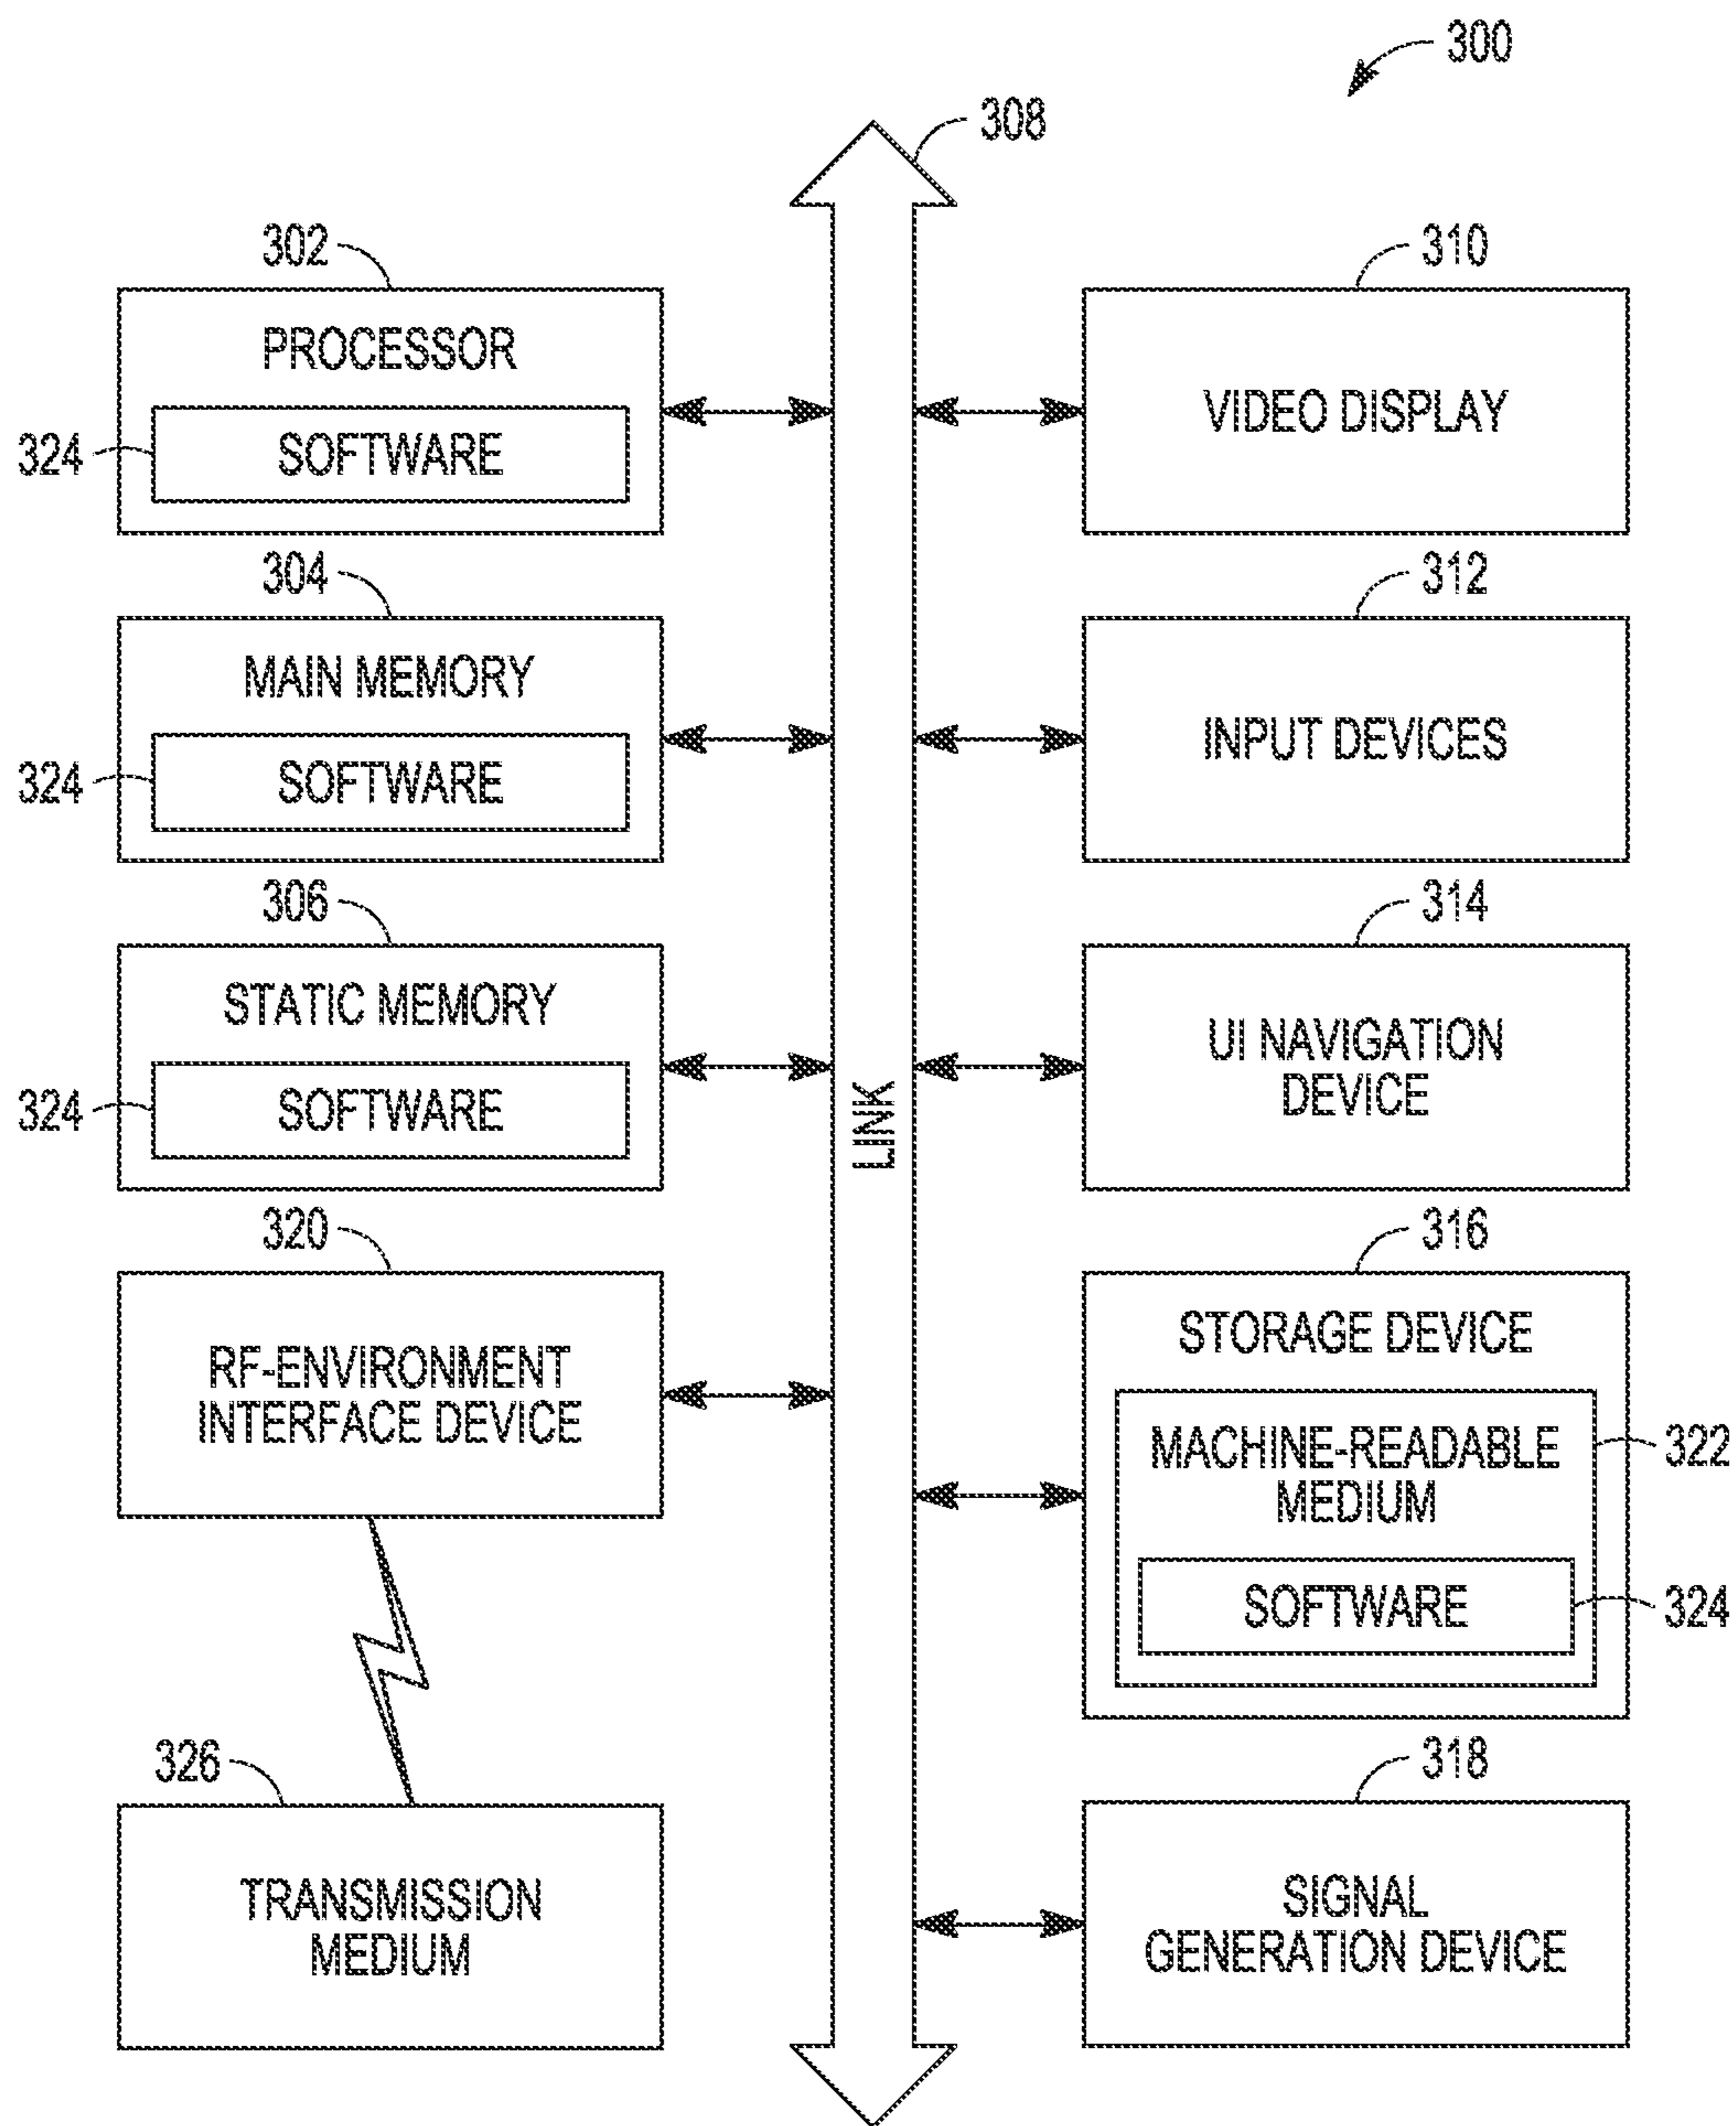 300
308
302
PROCESSOR
324
SOFTWARE
304
MAIN MEMORY
324
SOFTWARE
306
STATIC MEMORY
324
SOFTWARE
320
RF-ENVIRONMENT
INTERFACE DEVICE
326
TRANSMISSION
MEDIUM
LINK
310
VIDEO DISPLAY
312
INPUT DEVICES
314
UI NAVIGATION
DEVICE
316
STORAGE DEVICE
MACHINE-READABLE
MEDIUM
322
SOFTWARE
324
318
SIGNAL
GENERATION DEVICE